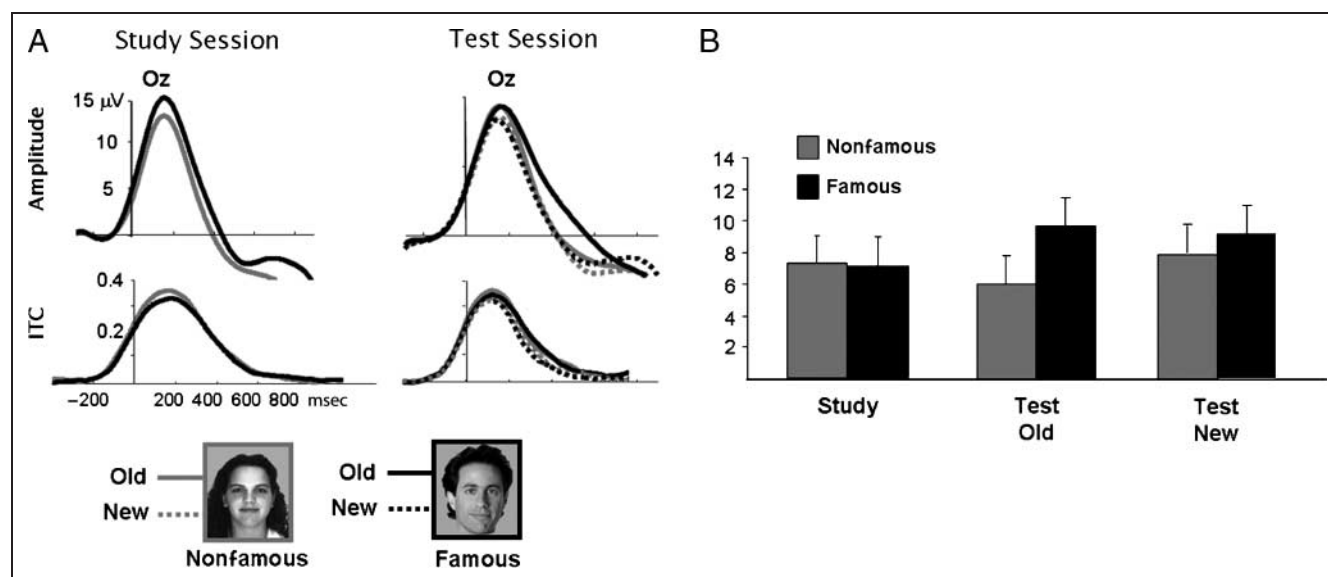 A
Study Session
Test Session
B
Oz
Oz
15 µV
10
5
Amplitude
0.4
0.2
ITC
−200
200
400
600
800
msec
Old
New
Nonfamous
Old
New
Famous
Nonfamous
Famous
14
12
10
8
6
4
2
Study
Test
Old
Test
New